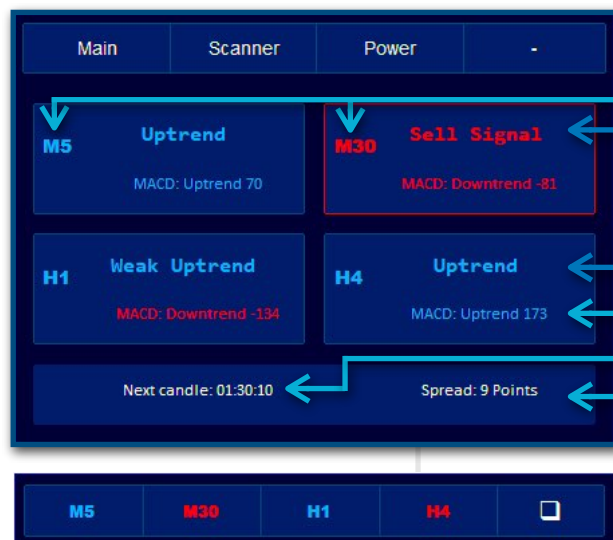 Main Scanner Power -
M5 Uptrend
MACD: Uptrend 70
M30 Sell Signal
MACD: Downtrend -81
H1 Weak Uptrend
MACD: Downtrend -134
H4 Uptrend
MACD: Uptrend 173
Next candle: 01:30:10 Spread: 9 Points
M5 M30 H1 H4